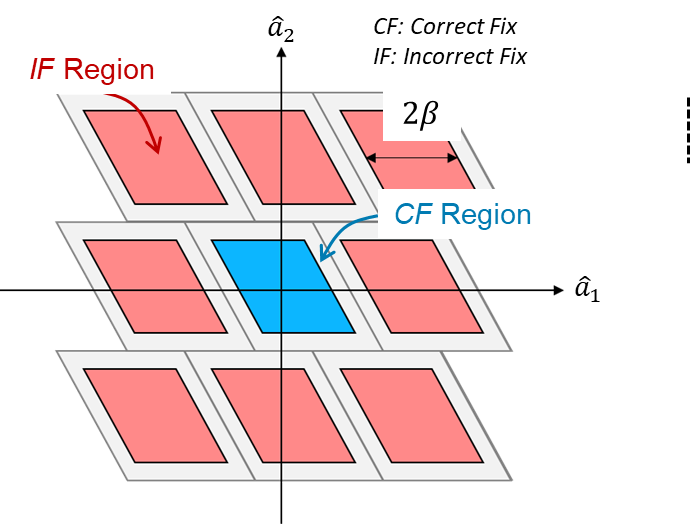 â₂
CF: Correct Fix
IF: Incorrect Fix
IF Region
2β
CF Region
â₁